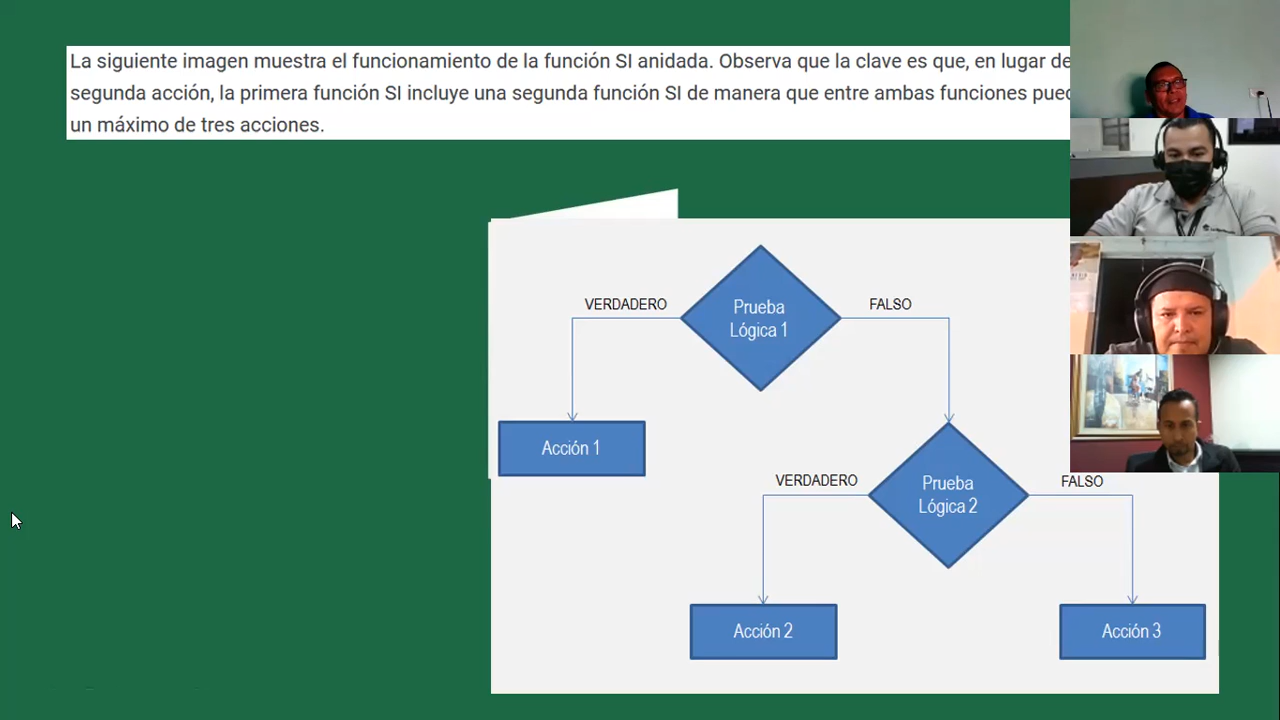 La siguiente imagen muestra el funcionamiento de la función SI anidada. Observa que la clave es que, en lugar de
segunda acción, la primera función SI incluye una segunda función SI de manera que entre ambas funciones
un máximo de tres acciones.
Prueba
Lógica 1
VERDADERO
FALSO
Acción 1
Prueba
Lógica 2
VERDADERO
FALSO
Acción 2
Acción 3